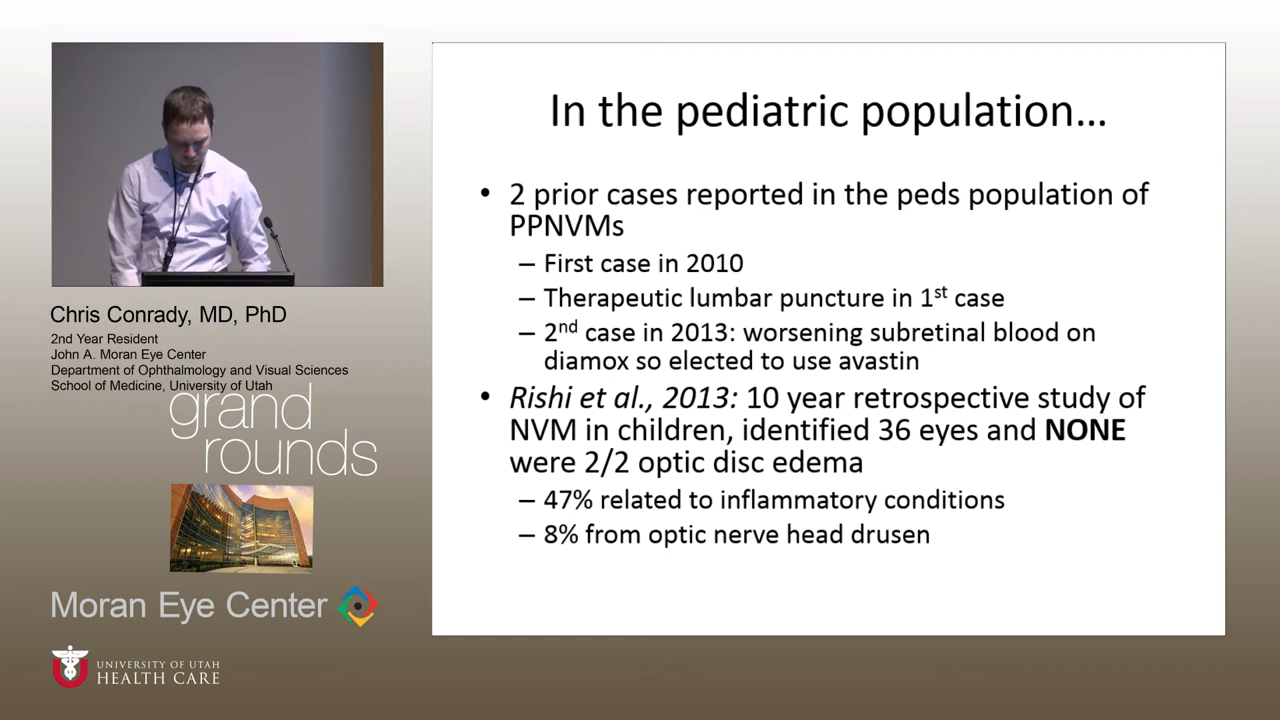 In the pediatric population…
• 2 prior cases reported in the peds population of
PPNVMs
– First case in 2010
– Therapeutic lumbar puncture in 1st case
– 2nd case in 2013: worsening subretinal blood on
diamox so elected to use avastin
• Rishi et al., 2013: 10 year retrospective study of
NVM in children, identified 36 eyes and NONE
were 2/2 optic disc edema
– 47% related to inflammatory conditions
– 8% from optic nerve head drusen
Chris Conrady, MD, PhD
2nd Year Resident
John A. Moran Eye Center
Department of Ophthalmology and Visual Sciences
School of Medicine, University of Utah
grand
rounds
Moran Eye Center
UNIVERSITY OF UTAH
HEALTH CARE